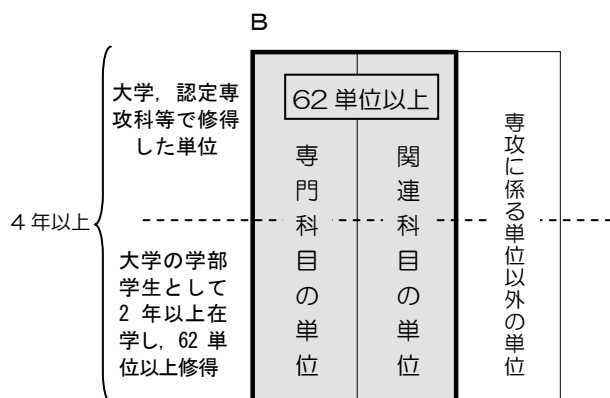 B
大学，認定専
攻科等で修得
した単位
62単位以上
4年以上
大学の学部
学生として
2 年以上在
学し，62 単
位以上修得
専門科目の単位
関連科目の単位
専攻に係る単位以外の単位